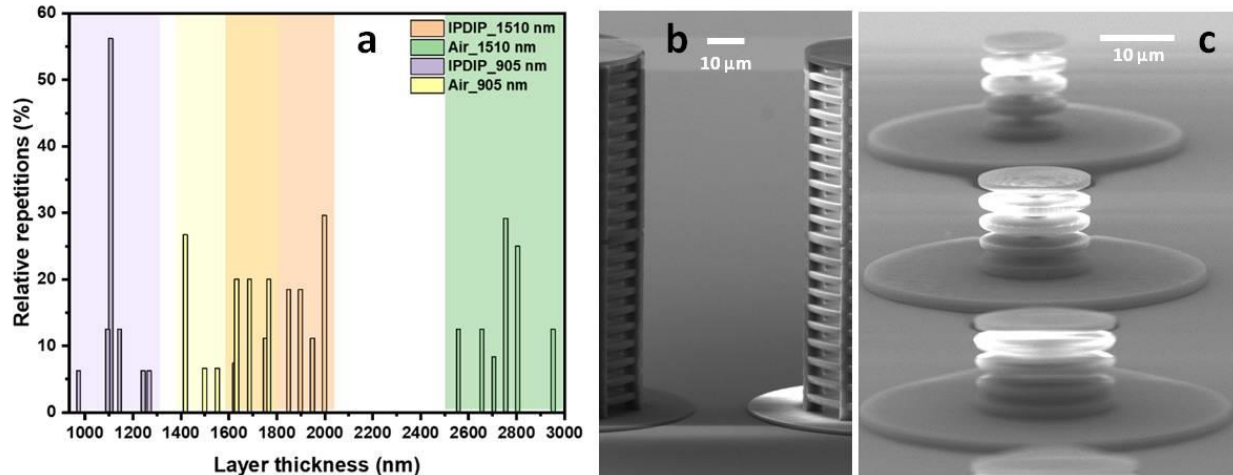 60
50
40
30
20
10
0
Relative repetitions (%)
a
IPDIP_1510 nm
Air_1510 nm
IPDIP_905 nm
Air_905 nm
1000 1200 1400 1600 1800 2000 2200 2400 2600 2800 3000
Layer thickness (nm)
b
10 µm
c
10 µm